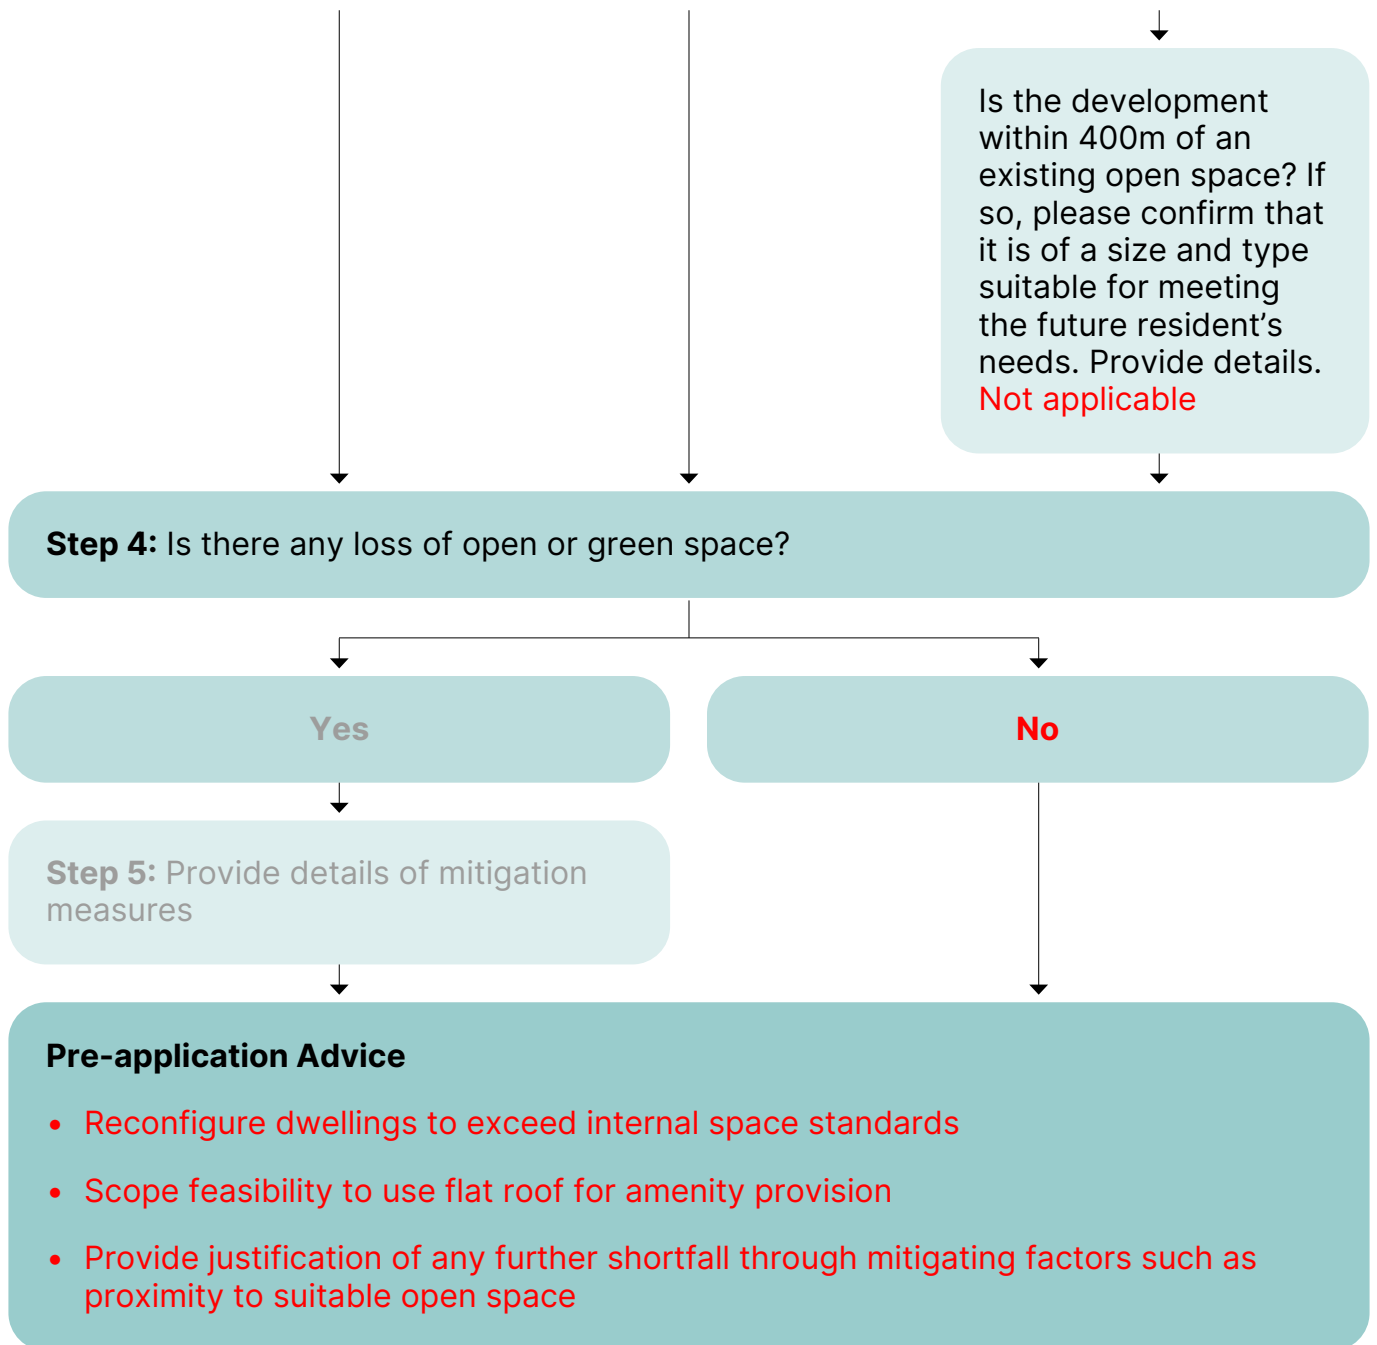 Is the development
within 400m of an
existing open space? If
so, please confirm that
it is of a size and type
suitable for meeting
the future resident’s
needs. Provide details.
Not applicable
Step 4: Is there any loss of open or green space?
Yes
No
Step 5: Provide details of mitigation
measures
Pre-application Advice
• Reconfigure dwellings to exceed internal space standards
• Scope feasibility to use flat roof for amenity provision
• Provide justification of any further shortfall through mitigating factors such as
proximity to suitable open space